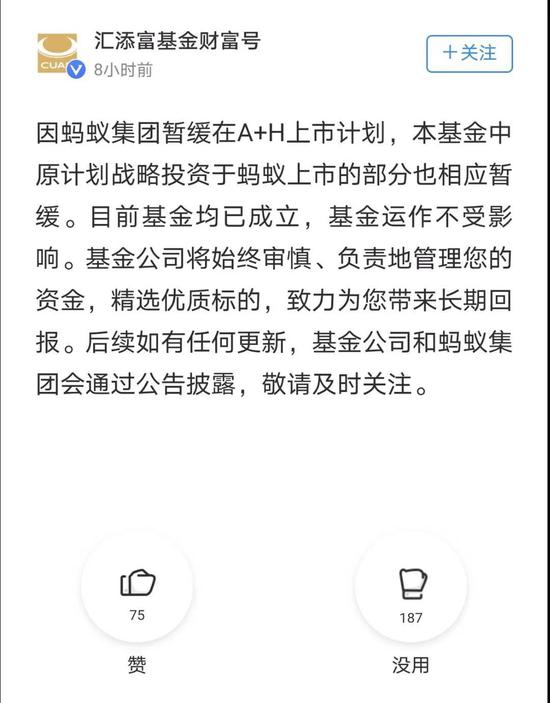 汇添富基金财富号
8小时前
CUA
V
+关注
因蚂蚁集团暂缓在A+H上市计划，本基金中
原计划战略投资于蚂蚁上市的部分也相应暂
缓。目前基金均已成立，基金运作不受影
响。基金公司将始终审慎、负责地管理您的
资金，精选优质标的，致力为您带来长期回
报。后续如有任何更新，基金公司和蚂蚁集
团会通过公告披露，敬请及时关注。
75
187
赞
没用